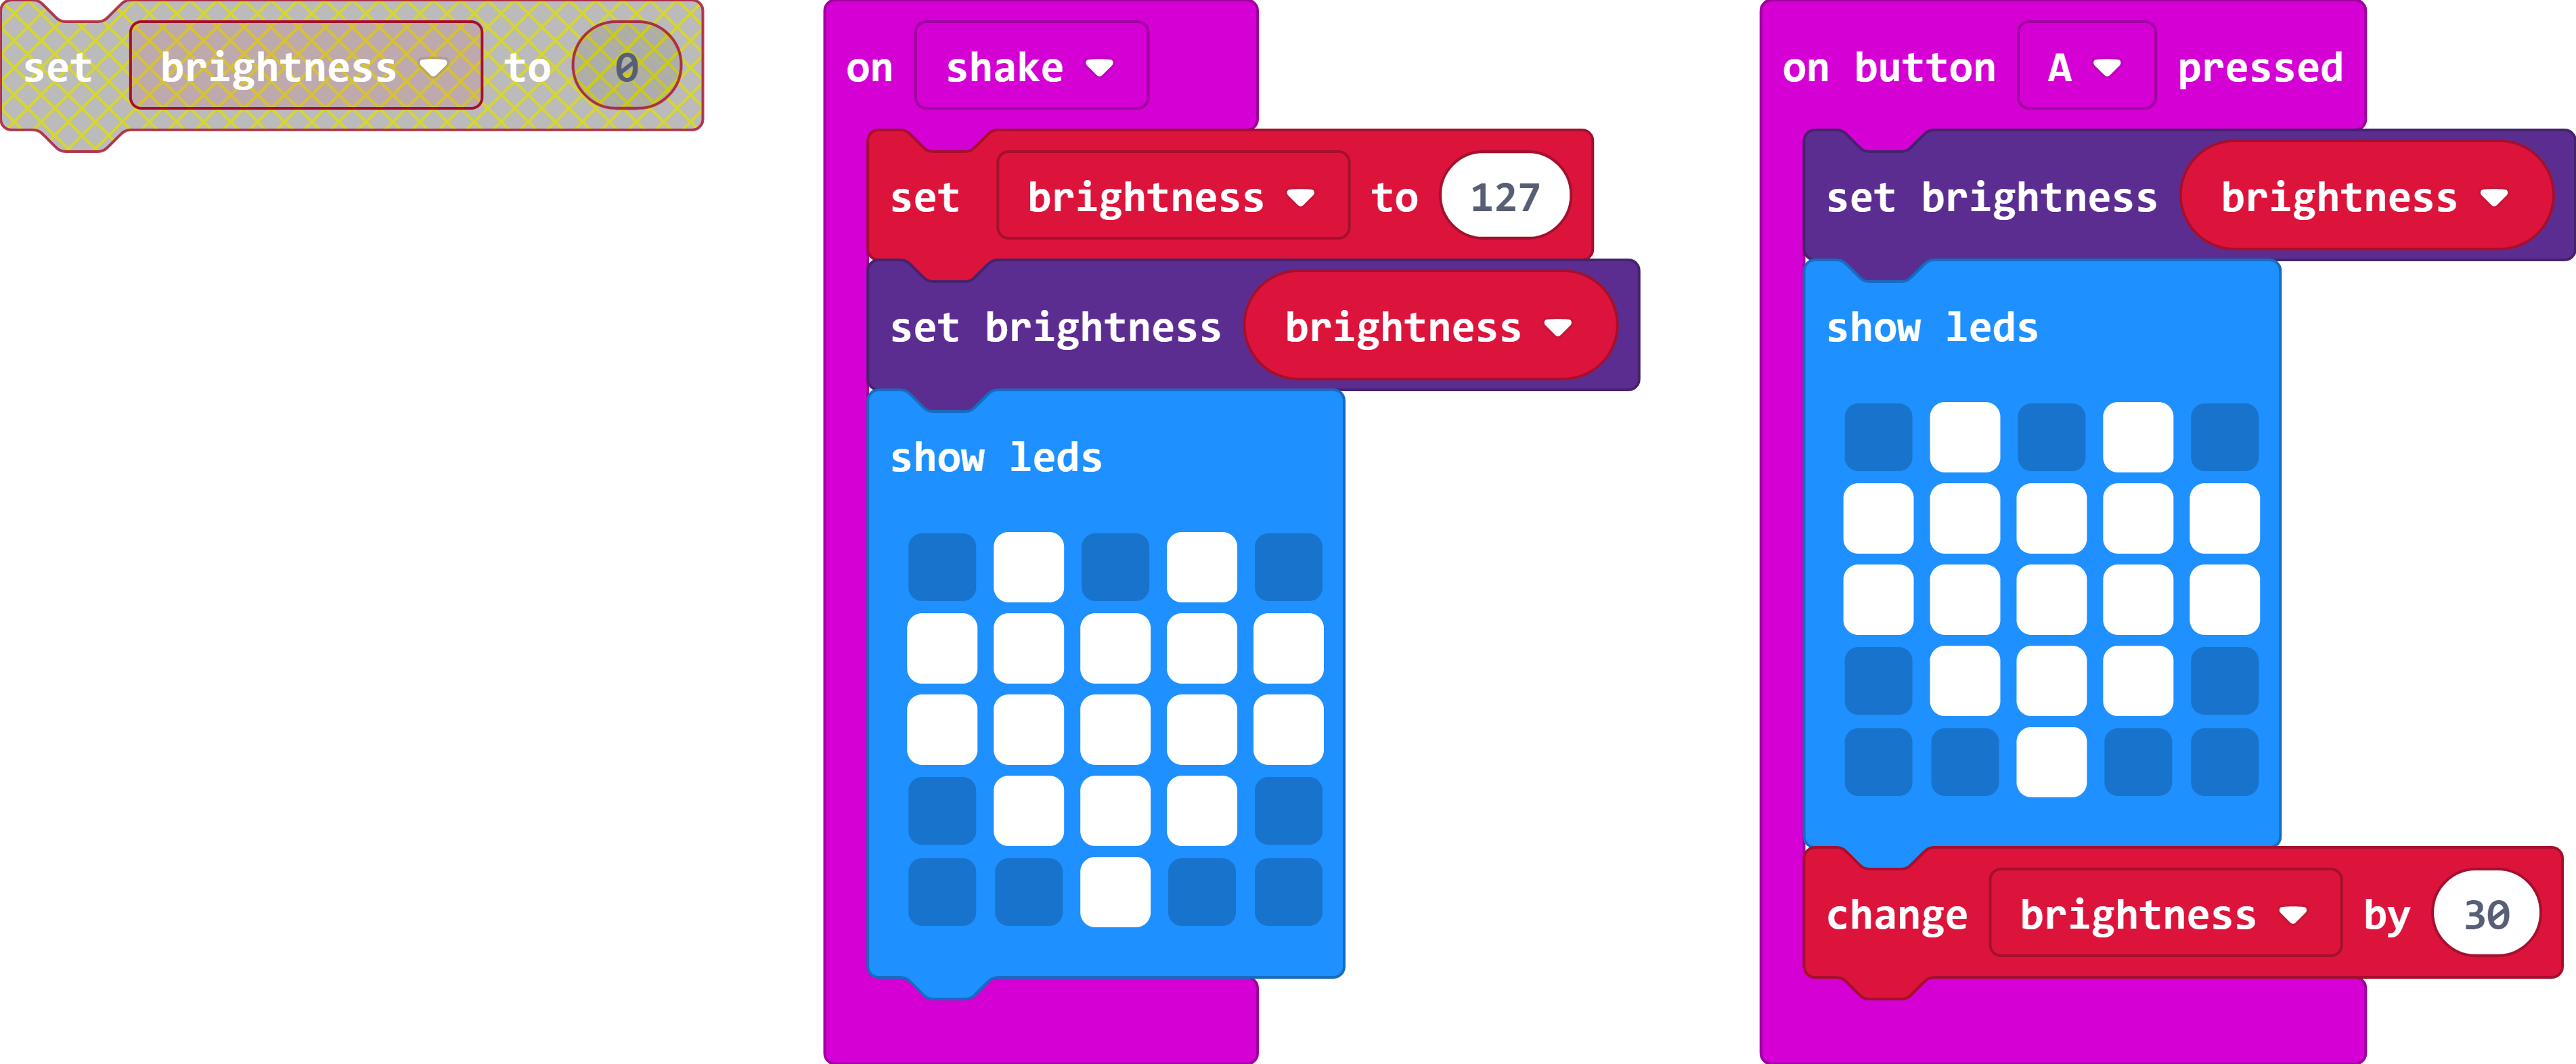 set brightness to 0
on shake
set brightness to 127
set brightness brightness
show leds
on button A pressed
set brightness brightness
show leds
change brightness by 30